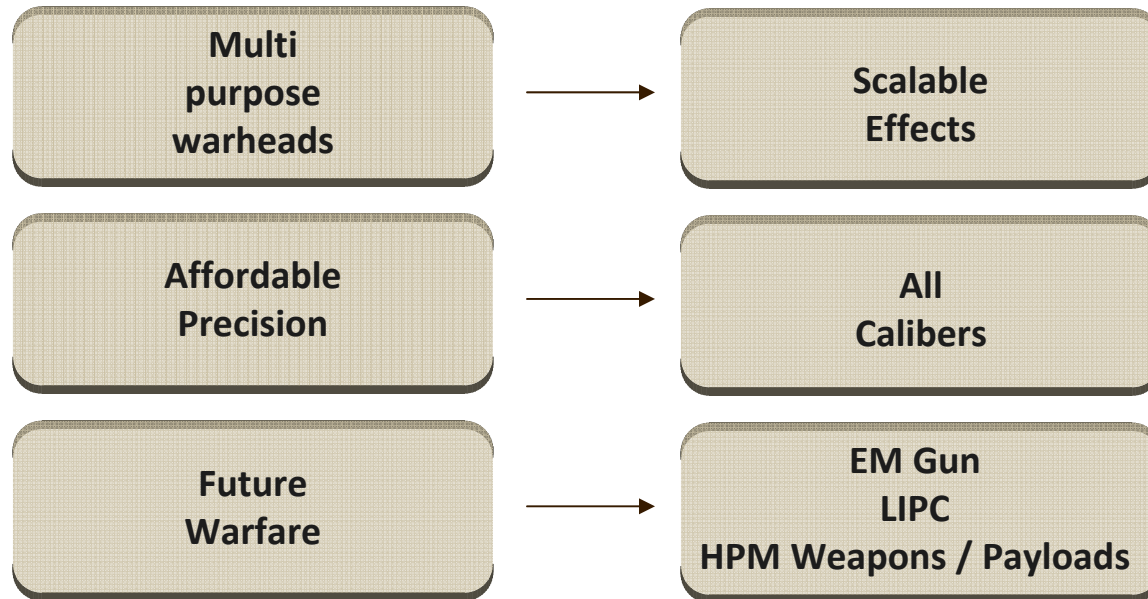 Multi
purpose
warheads
Scalable
Effects
Affordable
Precision
All
Calibers
Future
Warfare
EM Gun
LIPC
HPM Weapons / Payloads